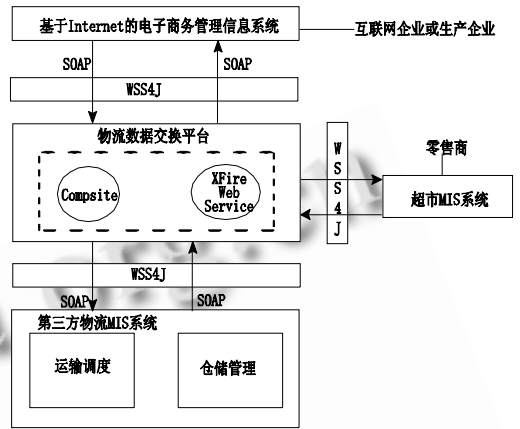 基于Internet的电子商务管理信息系统
互联网企业或生产企业
SOAP
SOAP
WSS4J
物流数据交换平台
Compsite
XFire
Web
Service
WSS4J
零售商
超市MIS系统
WSS4J
SOAP
SOAP
第三方物流MIS系统
运输调度
仓储管理